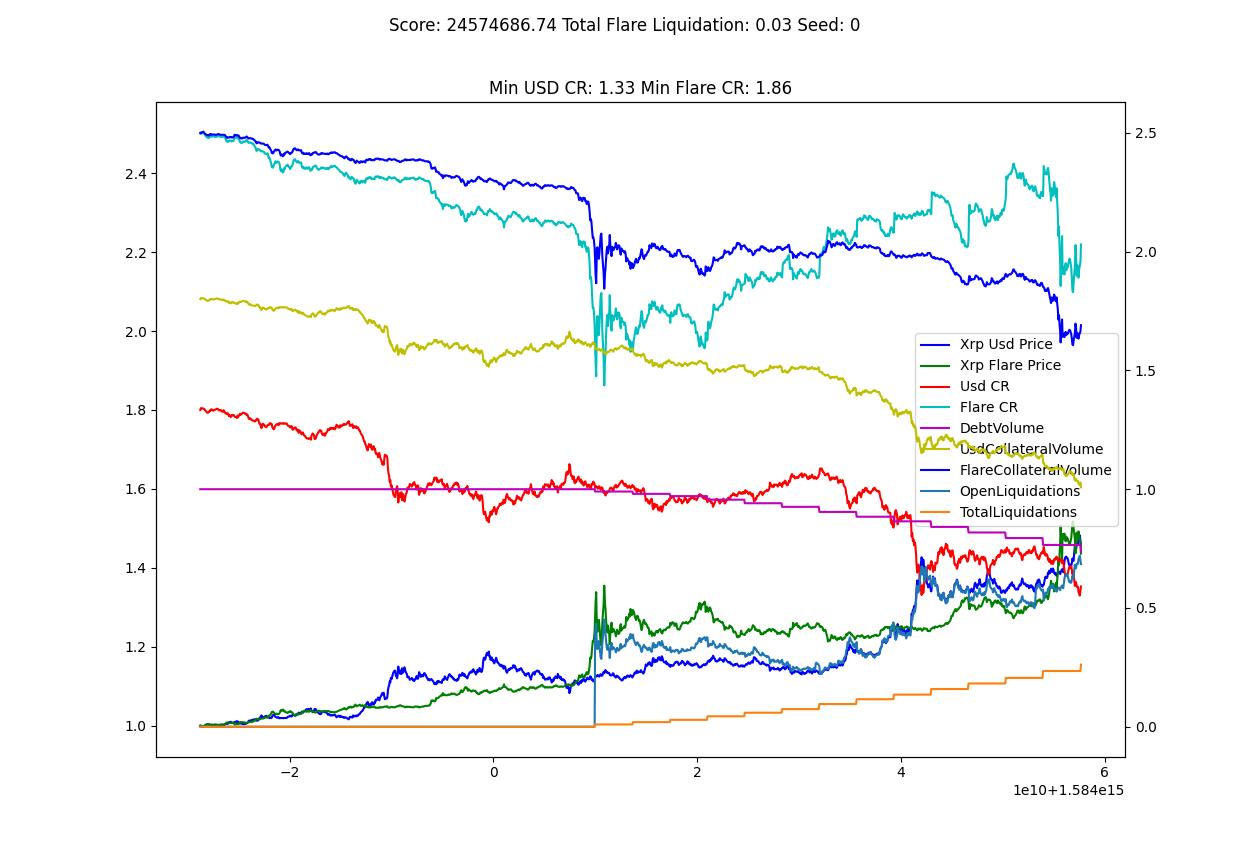 Score: 24574686.74 Total Flare Liquidation: 0.03 Seed: 0
Min USD CR: 1.33 Min Flare CR: 1.86
2.4
2.2
2.0
1.8
1.6
1.4
1.2
1.0
2.5
2.0
1.5
1.0
0.5
0.0
Xrp Usd Price
Xrp Flare Price
Usd CR
Flare CR
DebtVolume
UsdCollateralVolume
FlareCollateralVolume
OpenLiquidations
TotalLiquidations
−2 0 2 4 6
1e10+1.584e15